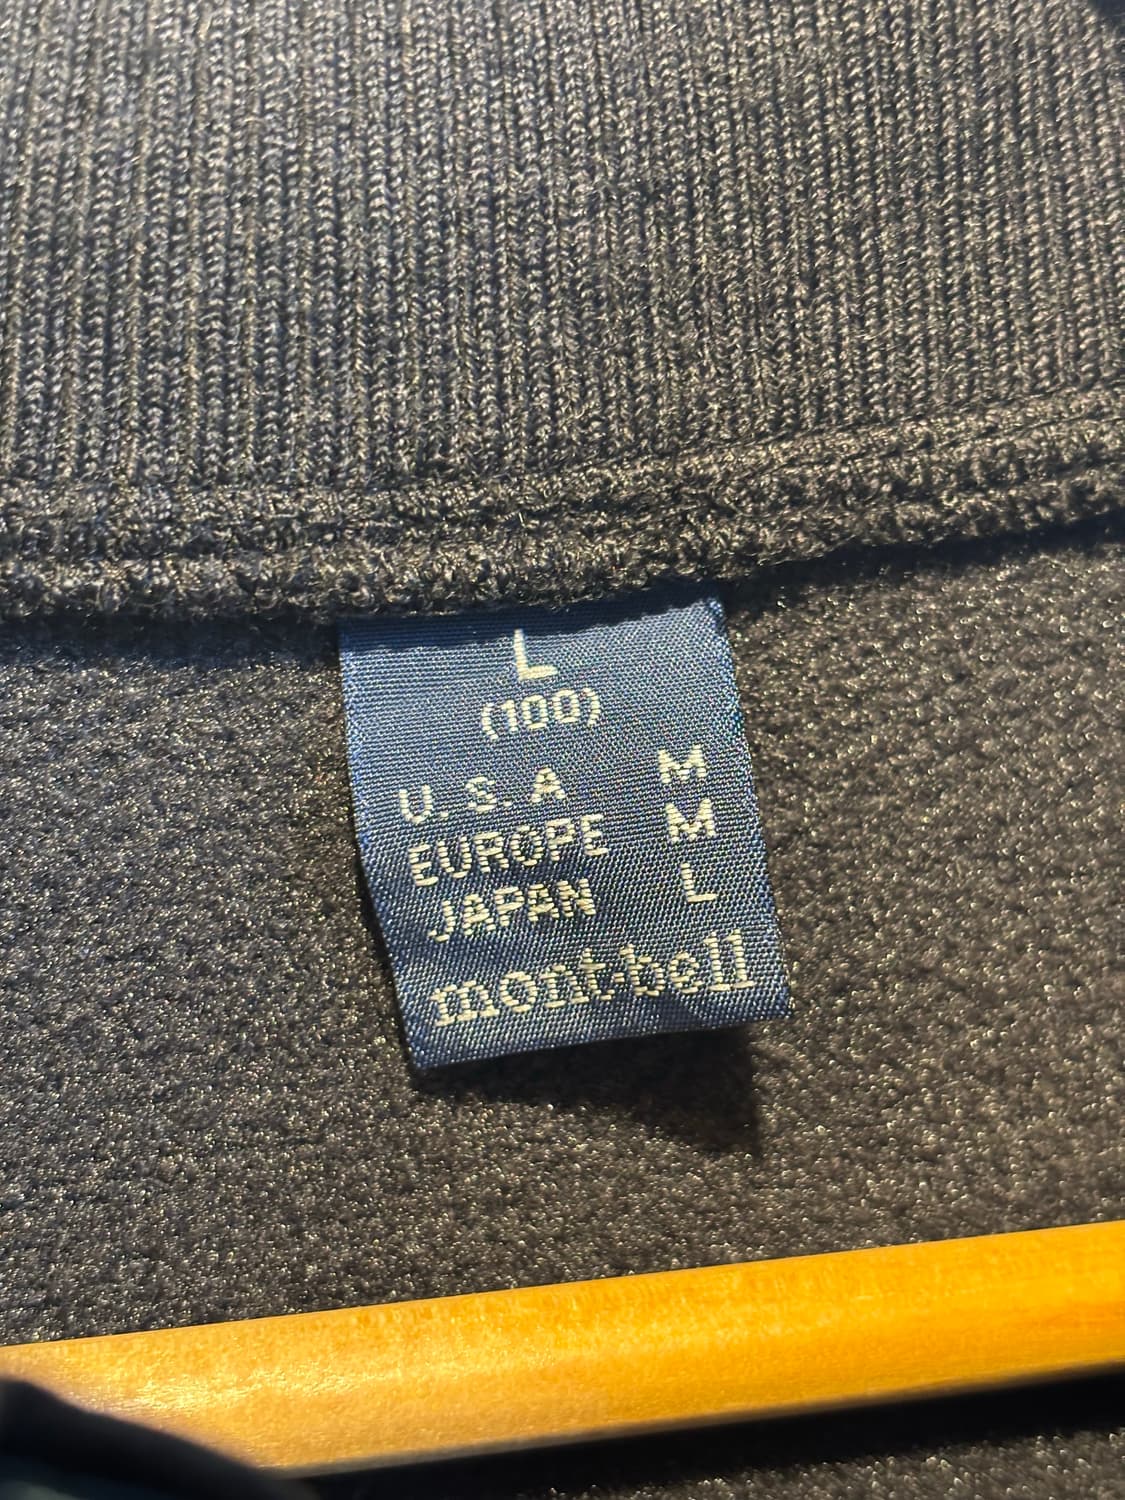 L
(100)
U.S.A M
EUROPE M
JAPAN L
mont-bell